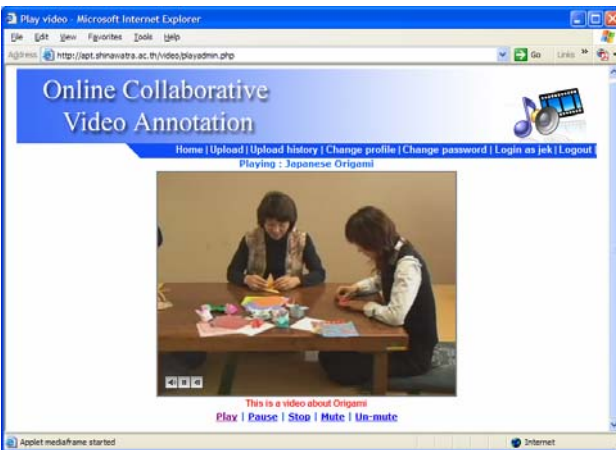 Play video - Microsoft Internet Explorer
File Edit View Favorites Tools Help
Address http://apt.shinawatra.ac.th/video/playadmin.php Go Links »
Online Collaborative
Video Annotation
Home | Upload | Upload history | Change profile | Change password | Login as jek | Logout |
Playing : Japanese Origami
This is a video about Origami
Play | Pause | Stop | Mute | Un-mute
Applet mediaframe started Internet